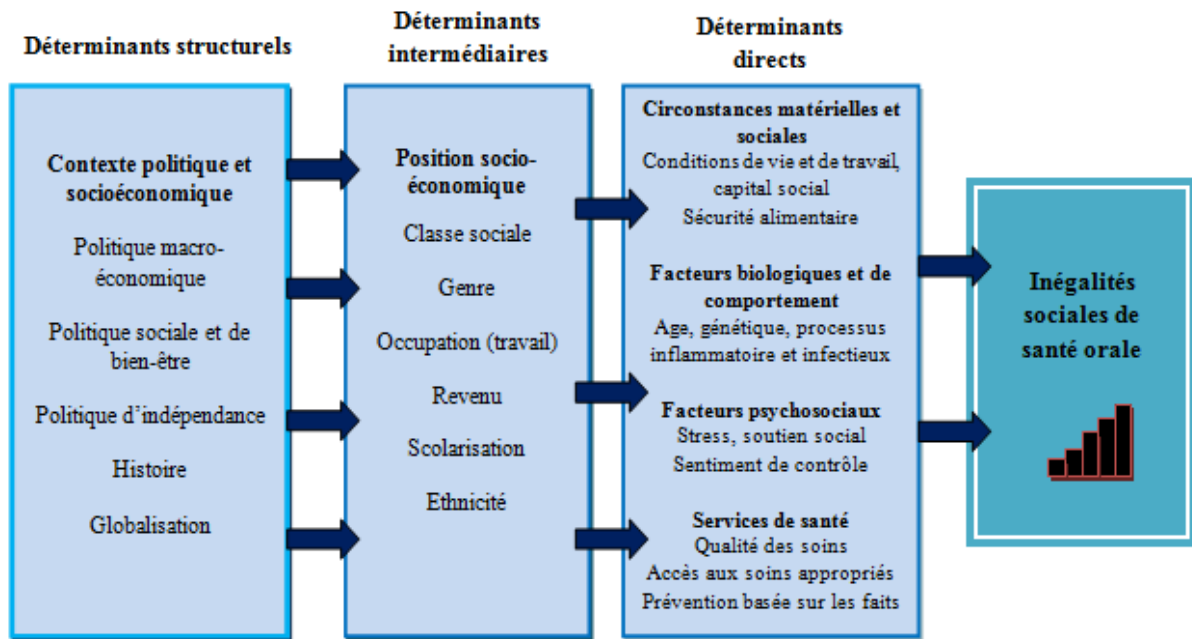 Déterminants structurels
Contexte politique et
socioéconomique
Politique macro-
économique
Politique sociale et de
bien-être
Politique d'indépendance
Histoire
Globalisation
Déterminants
intermédiaires
Position socio-
économique
Classe sociale
Genre
Occupation (travail)
Revenu
Scolarisation
Ethnicité
Déterminants
directs
Circonstances matérielles et
sociales
Conditions de vie et de travail,
capital social
Sécurité alimentaire
Facteurs biologiques et de
comportement
Age, génétique, processus
inflammatoire et infectieux
Facteurs psychosociaux
Stress, soutien social
Sentiment de contrôle
Services de santé
Qualité des soins
Accès aux soins appropriés
Prévention basée sur les faits
Inégalités
sociales de
santé orale